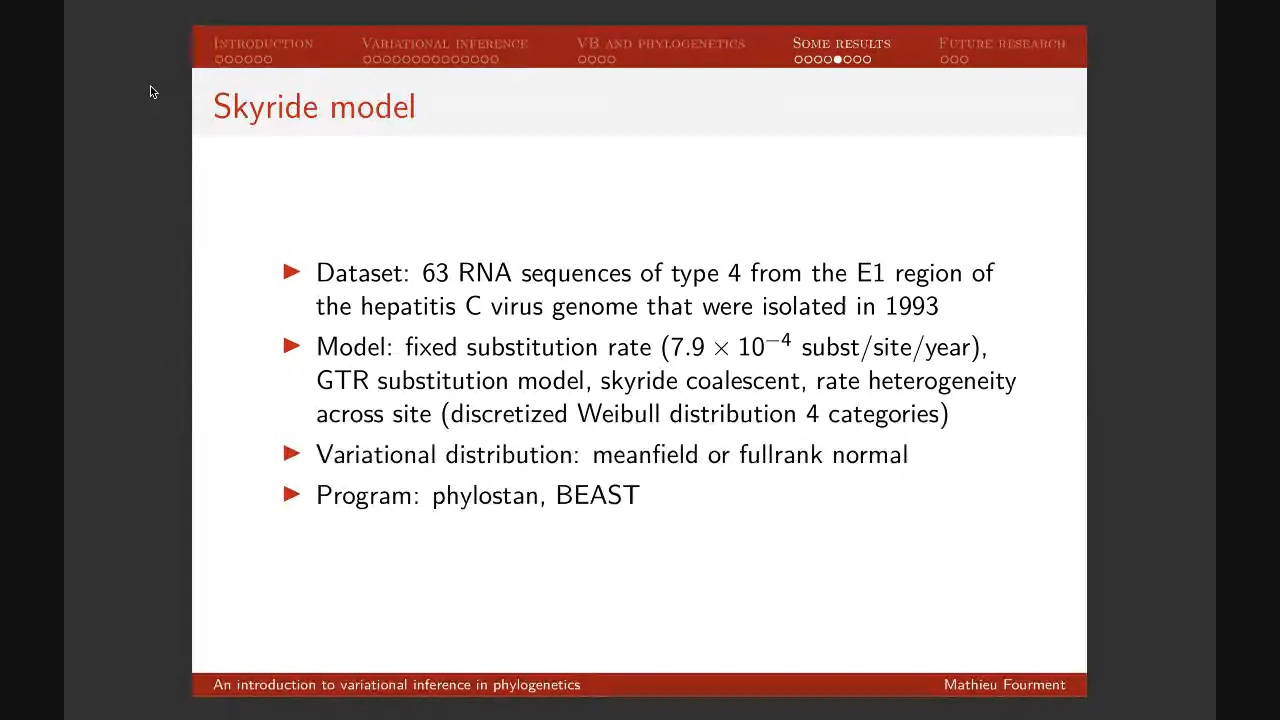 Introduction Variational inference VB and phylogenetics Some results Future research
Skyride model
Dataset: 63 RNA sequences of type 4 from the E1 region of
the hepatitis C virus genome that were isolated in 1993
Model: fixed substitution rate (7.9 × 10⁻⁴ subst/site/year),
GTR substitution model, skyride coalescent, rate heterogeneity
across site (discretized Weibull distribution 4 categories)
Variational distribution: meanfield or fullrank normal
Program: phylostan, BEAST
An introduction to variational inference in phylogenetics Mathieu Fourment